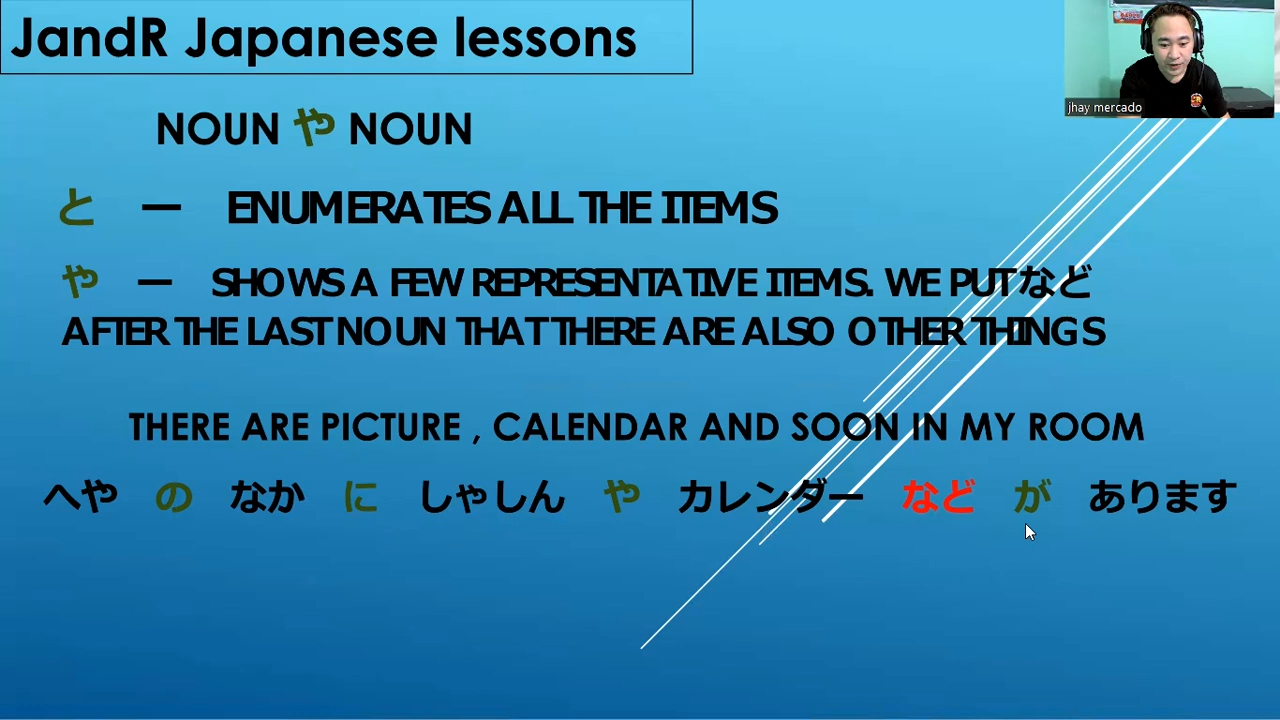 JandR Japanese lessons
jhay mercado
NOUN や NOUN
と ー ENUMERATES ALL THE ITEMS
や ー SHOWS A FEW REPRESENTATIVE ITEMS. WE PUT など
AFTER THE LAST NOUN THAT THERE ARE ALSO OTHER THINGS
THERE ARE PICTURE , CALENDAR AND SOON IN MY ROOM
へや の なか に しゃしん や カレンダー など が あります